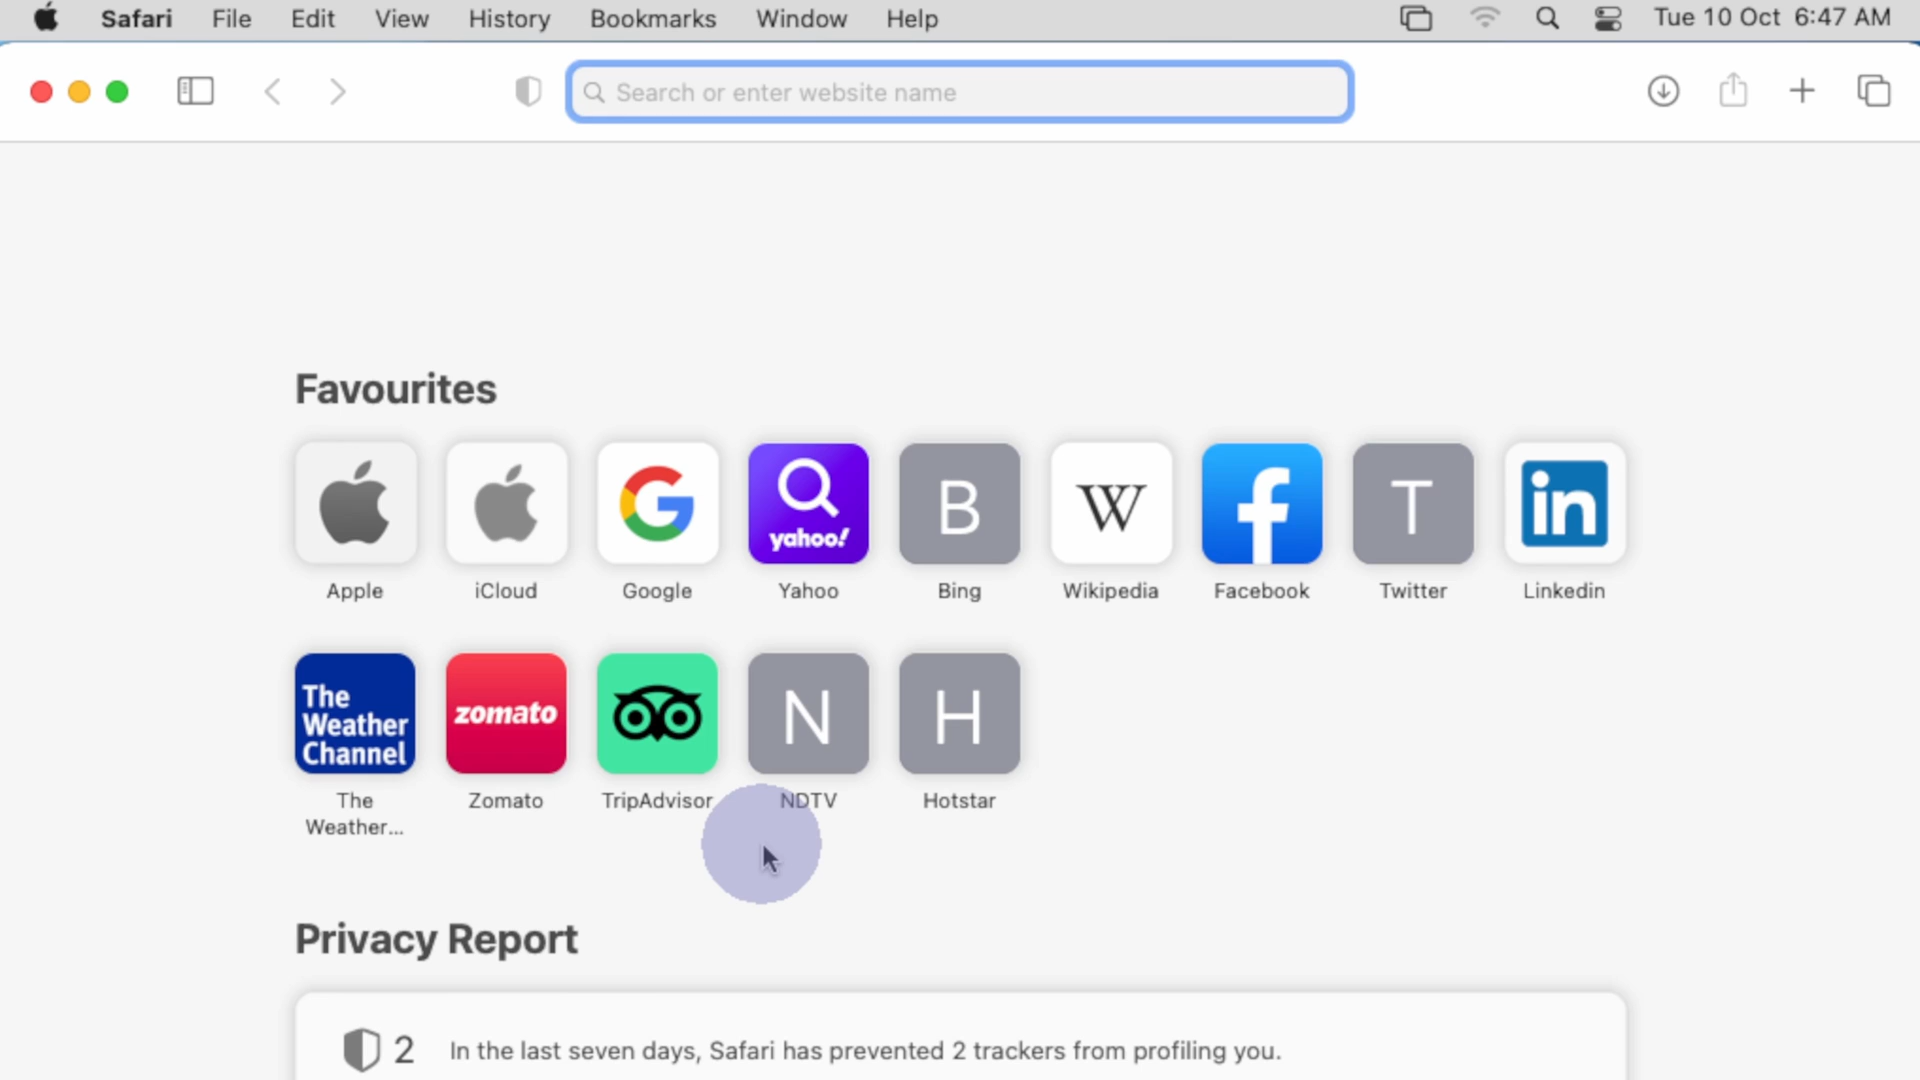 Safari File Edit View History Bookmarks Window Help Tue 10 Oct 6:47 AM
Search or enter website name
Favourites
G yahoo! B W f T in
Apple iCloud Google Yahoo Bing Wikipedia Facebook Twitter Linkedin
The
Weather
Channel
zomato
N H
The
Weather...
Zomato TripAdvisor NDTV Hotstar
Privacy Report
2 In the last seven days, Safari has prevented 2 trackers from profiling you.